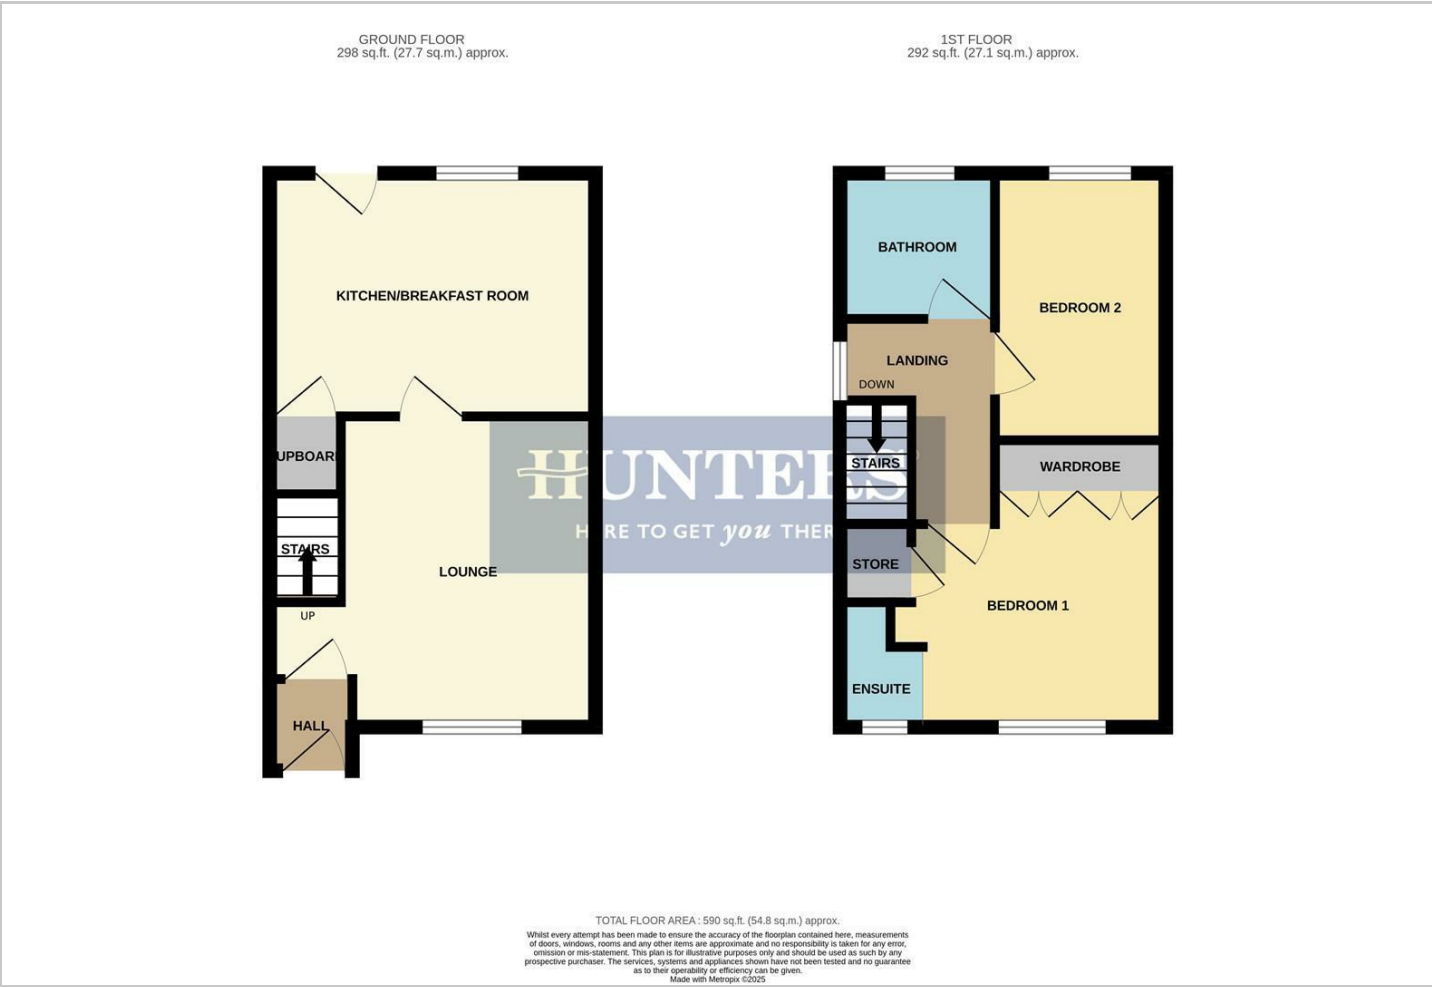 GROUND FLOOR
298 sq.ft. (27.7 sq.m.) approx.
1ST FLOOR
292 sq.ft. (27.1 sq.m.) approx.
KITCHEN/BREAKFAST ROOM
UPBOAR
STAIRS
UP
LOUNGE
HALL
BATHROOM
BEDROOM 2
LANDING
DOWN
STAIRS
WARDROBE
STORE
BEDROOM 1
ENSUITE
HUNTERS
HERE TO GET you THER
TOTAL FLOOR AREA : 590 sq.ft. (54.8 sq.m.) approx.
Whilst every attempt has been made to ensure the accuracy of the floorplan contained here, measurements
of doors, windows, rooms and any other items are approximate and no responsibility is taken for any error,
omission or mis-statement. This plan is for illustrative purposes only and should be used as such by any
prospective purchaser. The services, systems and appliances shown have not been tested and no guarantee
as to their operability or efficiency can be given.
Made with Metropix ©2025